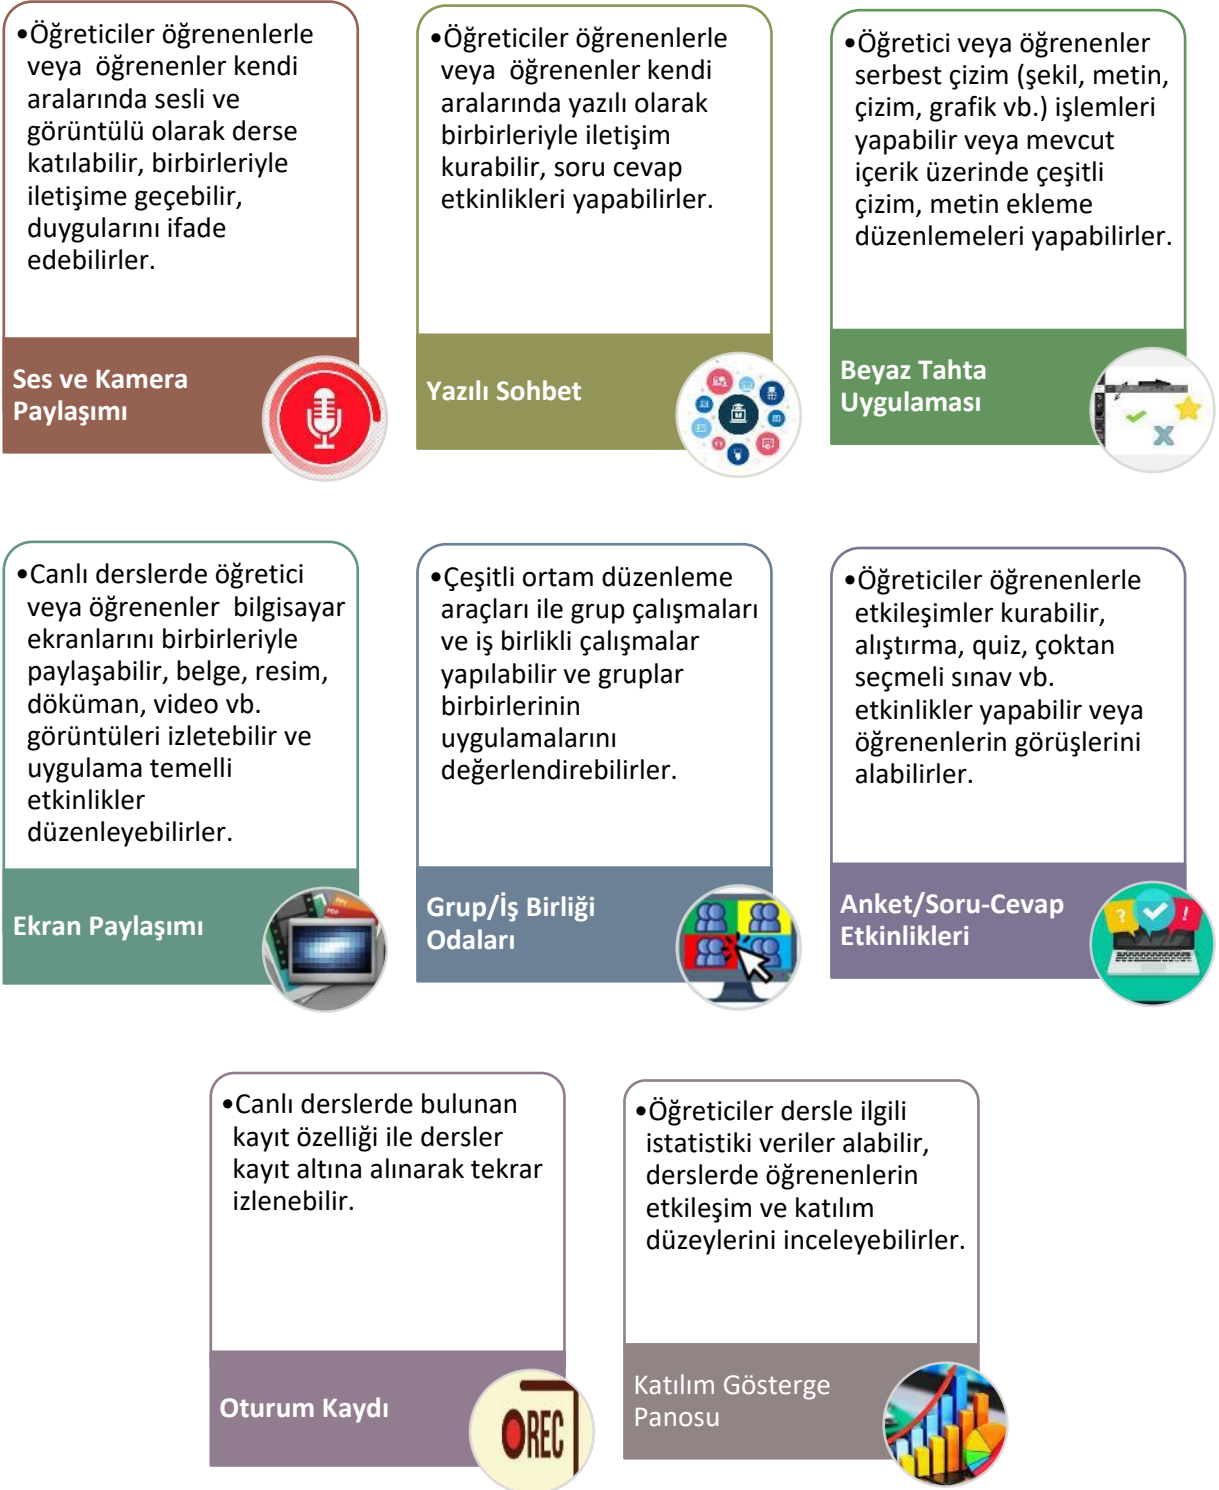 •Öğreticiler öğrenenlerle
veya  öğrenenler kendi
aralarında sesli ve
görüntülü olarak derse
katılabilir, birbirleriyle
iletişime geçebilir,
duygularını ifade
edebilirler.
Ses ve Kamera
Paylaşımı
•Öğreticiler öğrenenlerle
veya  öğrenenler kendi
aralarında yazılı olarak
birbirleriyle iletişim
kurabilir, soru cevap
etkinlikleri yapabilirler.
Yazılı Sohbet
•Öğretici veya öğrenenler
serbest çizim (şekil, metin,
çizim, grafik vb.) işlemleri
yapabilir veya mevcut
içerik üzerinde çeşitli
çizim, metin ekleme
düzenlemeleri yapabilirler.
Beyaz Tahta
Uygulaması
•Canlı derslerde öğretici
veya öğrenenler  bilgisayar
ekranlarını birbirleriyle
paylaşabilir, belge, resim,
döküman, video vb.
görüntüleri izletebilir ve
uygulama temelli
etkinlikler
düzenleyebilirler.
Ekran Paylaşımı
PDF
•Çeşitli ortam düzenleme
araçları ile grup çalışmaları
ve iş birlikli çalışmalar
yapılabilir ve gruplar
birbirlerinin
uygulamalarını
değerlendirebilirler.
Grup/İş Birliği
Odaları
•Öğreticiler öğrenenlerle
etkileşimler kurabilir,
alıştırma, quiz, çoktan
seçmeli sınav vb.
etkinlikler yapabilir veya
öğrenenlerin görüşlerini
alabilirler.
Anket/Soru-Cevap
Etkinlikleri
? !
•Canlı derslerde bulunan
kayıt özelliği ile dersler
kayıt altına alınarak tekrar
izlenebilir.
Oturum Kaydı
REC
•Öğreticiler dersle ilgili
istatistiki veriler alabilir,
derslerde öğrenenlerin
etkileşim ve katılım
düzeylerini inceleyebilirler.
Katılım Gösterge
Panosu